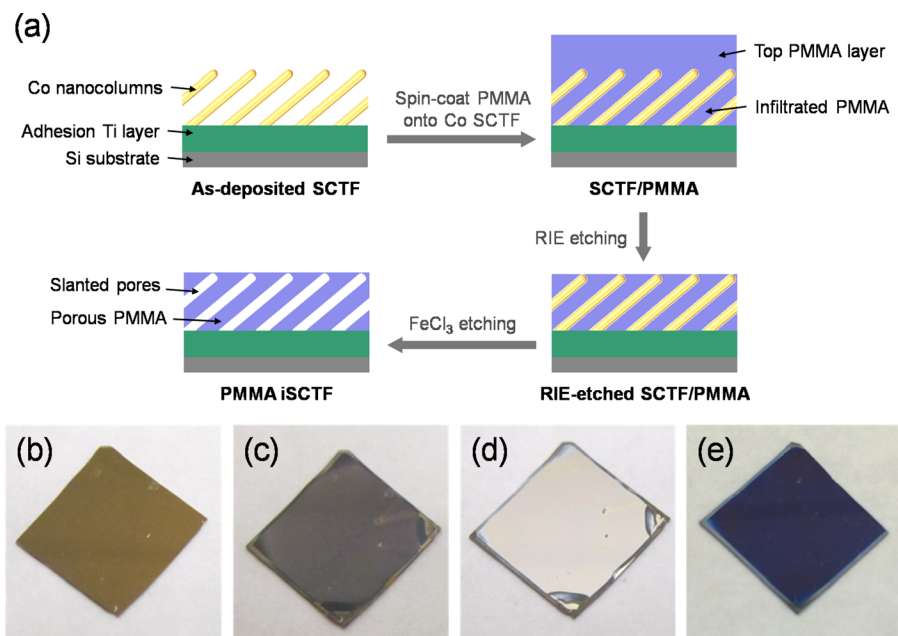 (a)
Co nanocolumns
Adhesion Ti layer
Si substrate
As-deposited SCTF
Spin-coat PMMA
onto Co SCTF
Top PMMA layer
Infiltrated PMMA
SCTF/PMMA
RIE etching
Slanted pores
Porous PMMA
PMMA iSCTF
FeCl₃ etching
RIE-etched SCTF/PMMA
(b)
(c)
(d)
(e)